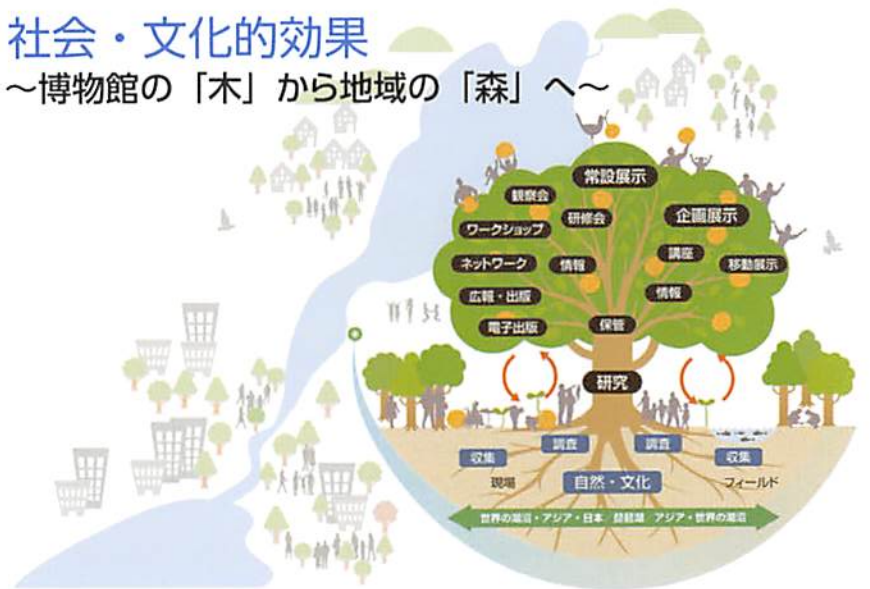 社会・文化的効果
～博物館の「木」から地域の「森」へ～
常設展示
観察会
研修会
企画展示
ワークショップ
講座
ネットワーク
情報
移動展示
広報・出版
情報
電子出版
保管
研究
調査
調査
収集
収集
現場
自然・文化
フィールド
世界の湖沼・アジア・日本 琵琶湖 アジア・世界の湖沼